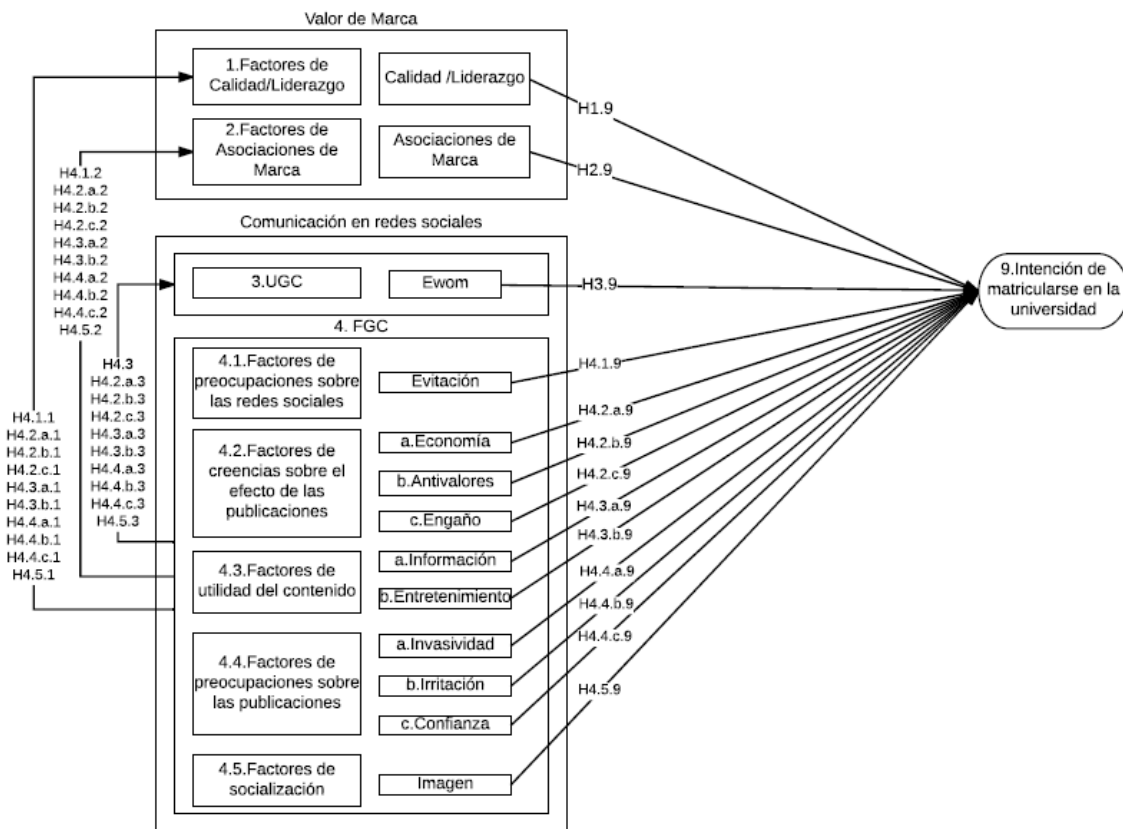 Valor de Marca
1.Factores de
Calidad/Liderazgo
Calidad /Liderazgo
2.Factores de
Asociaciones de
Marca
Asociaciones de
Marca
H1.9
H2.9
Comunicación en redes sociales
3.UGC
Ewom
H3.9
9.Intención de
matricularse en la
universidad
4. FGC
4.1.Factores de
preocupaciones sobre
las redes sociales
Evitación
H4.1.9
4.2.Factores de
creencias sobre el
efecto de las
publicaciones
a.Economía
b.Antivalores
c.Engaño
H4.2.a.9
H4.2.b.9
H4.2.c.9
4.3.Factores de
utilidad del contenido
a.Información
b.Entretenimiento
H4.3.a.9
H4.3.b.9
4.4.Factores de
preocupaciones sobre
las publicaciones
a.Invasividad
b.Irritación
c.Confianza
H4.4.a.9
H4.4.b.9
H4.4.c.9
4.5.Factores de
socialización
Imagen
H4.5.9
H4.1.2
H4.2.a.2
H4.2.b.2
H4.2.c.2
H4.3.a.2
H4.3.b.2
H4.4.a.2
H4.4.b.2
H4.4.c.2
H4.5.2
H4.3
H4.2.a.3
H4.2.b.3
H4.2.c.3
H4.3.a.3
H4.3.b.3
H4.4.a.3
H4.4.b.3
H4.4.c.3
H4.5.3
H4.1.1
H4.2.a.1
H4.2.b.1
H4.2.c.1
H4.3.a.1
H4.3.b.1
H4.4.a.1
H4.4.b.1
H4.4.c.1
H4.5.1